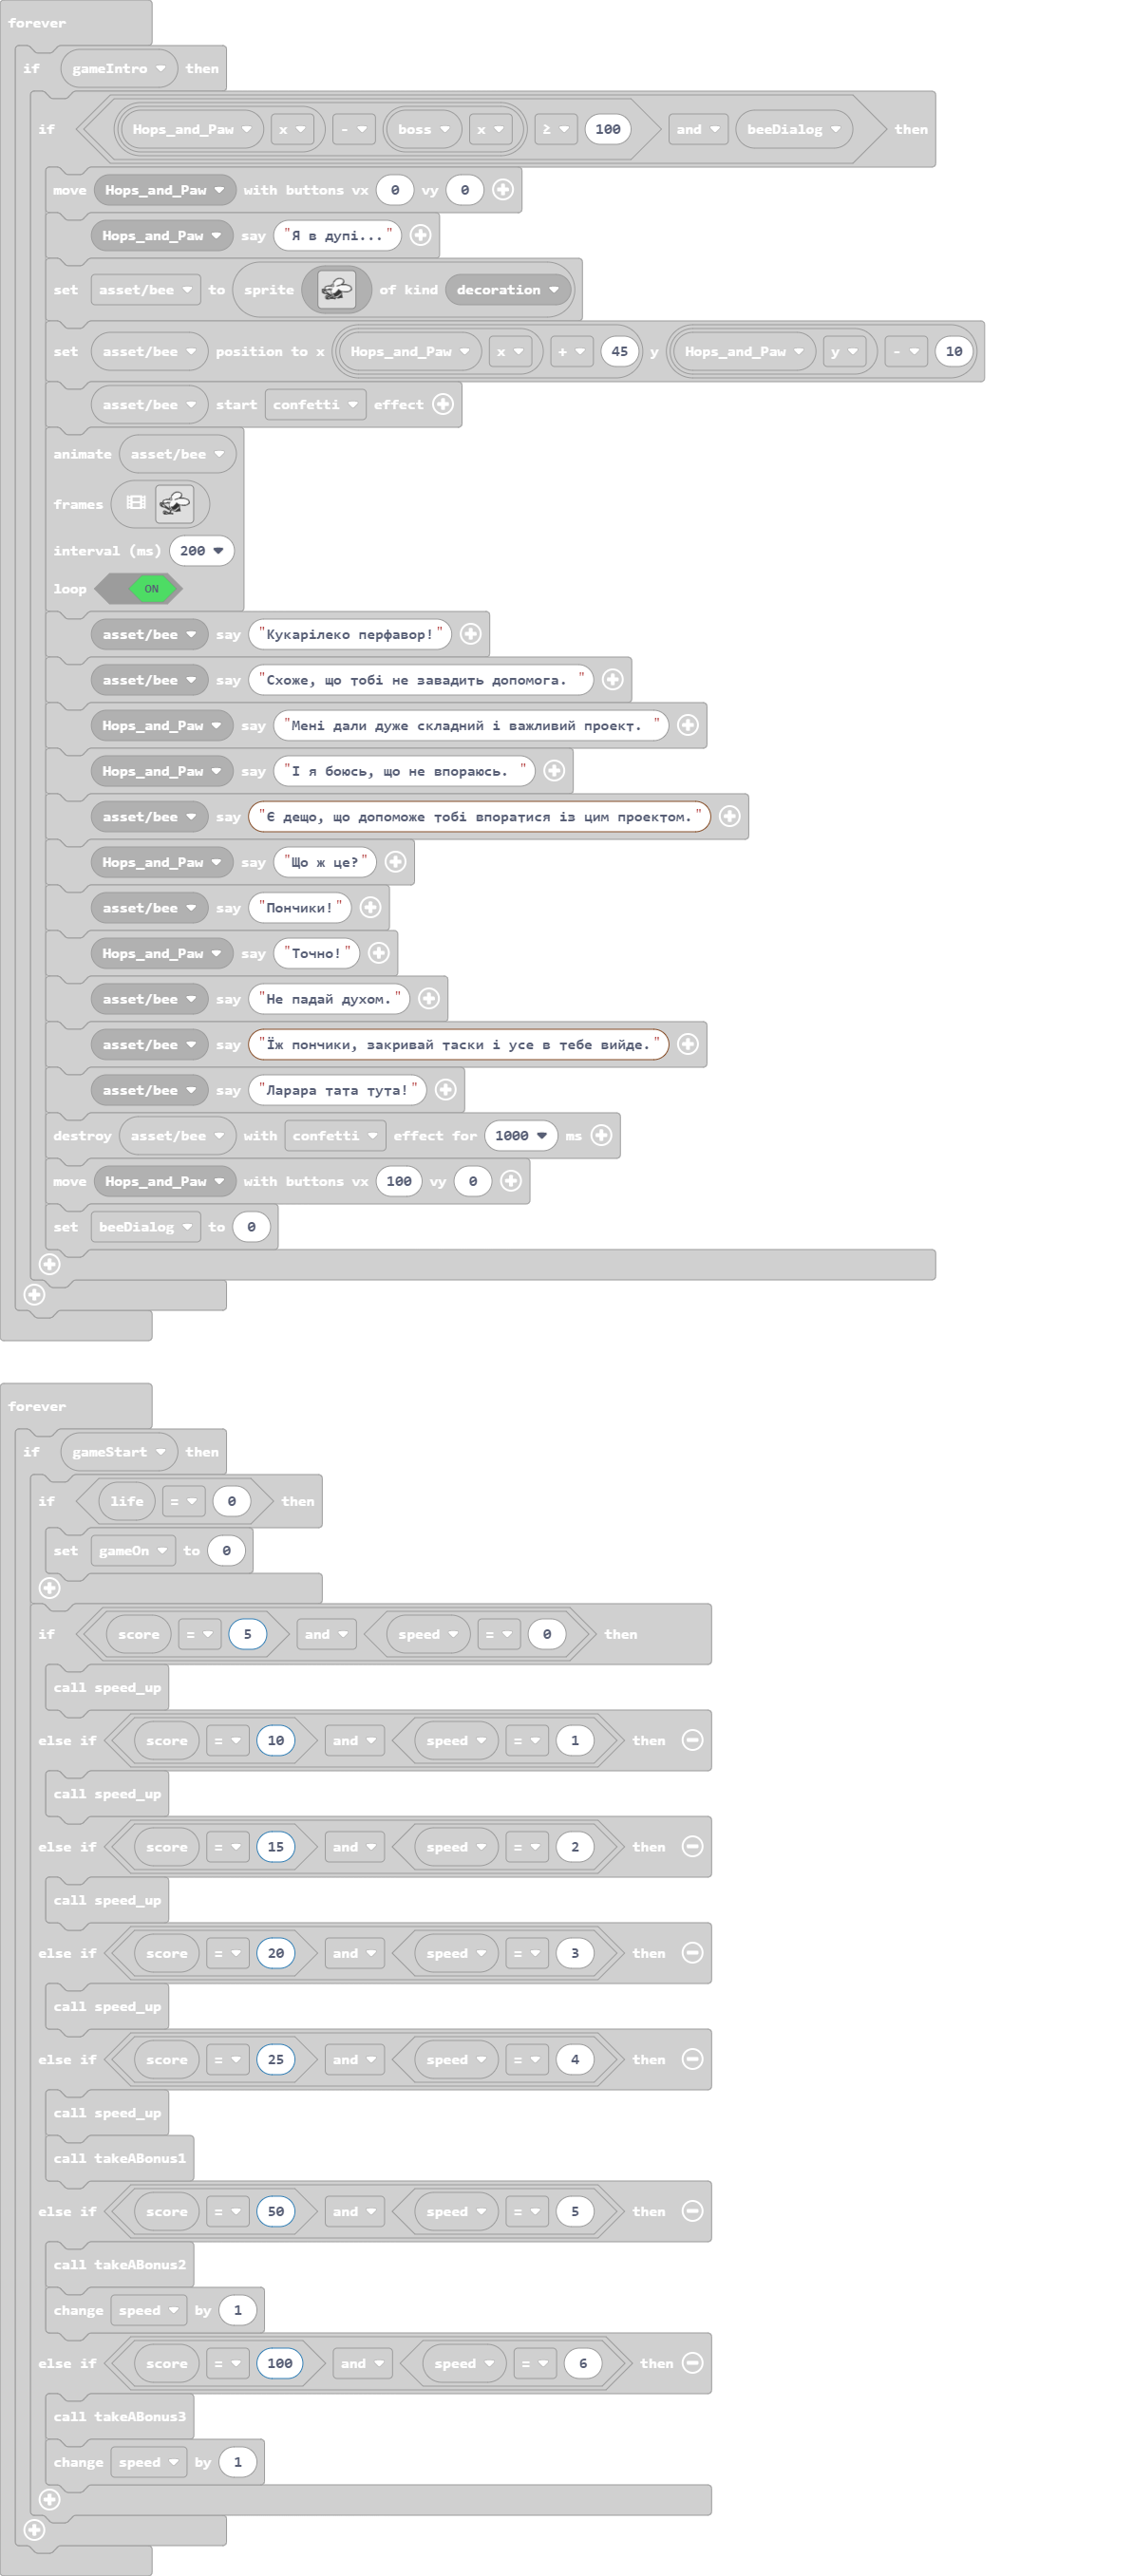 forever
if gameIntro then
if Hops_and_Paw x - boss x ≥ 100 and beeDialog then
move Hops_and_Paw with buttons vx 0 vy 0
Hops_and_Paw say "Я в дупі..."
set asset/bee to sprite of kind decoration
set asset/bee position to x Hops_and_Paw x + 45 y Hops_and_Paw y - 10
asset/bee start confetti effect
animate asset/bee
frames
interval (ms) 200
loop ON
asset/bee say "Кукарілеко перфавор!"
asset/bee say "Схоже, що тобі не завадить допомога. "
Hops_and_Paw say "Мені дали дуже складний і важливий проект. "
Hops_and_Paw say "І я боюсь, що не впораюсь. "
asset/bee say "Є дещо, що допоможе тобі впоратися із цим проектом."
Hops_and_Paw say "Що ж це?"
asset/bee say "Пончики!"
Hops_and_Paw say "Точно!"
asset/bee say "Не падай духом."
asset/bee say "Їж пончики, закривай таски і усе в тебе вийде."
asset/bee say "Ларара тата тута!"
destroy asset/bee with confetti effect for 1000 ms
move Hops_and_Paw with buttons vx 100 vy 0
set beeDialog to 0
forever
if gameStart then
if life = 0 then
set gameOn to 0
if score = 5 and speed = 0 then
call speed_up
else if score = 10 and speed = 1 then
call speed_up
else if score = 15 and speed = 2 then
call speed_up
else if score = 20 and speed = 3 then
call speed_up
else if score = 25 and speed = 4 then
call speed_up
call takeABonus1
else if score = 50 and speed = 5 then
call takeABonus2
change speed by 1
else if score = 100 and speed = 6 then
call takeABonus3
change speed by 1